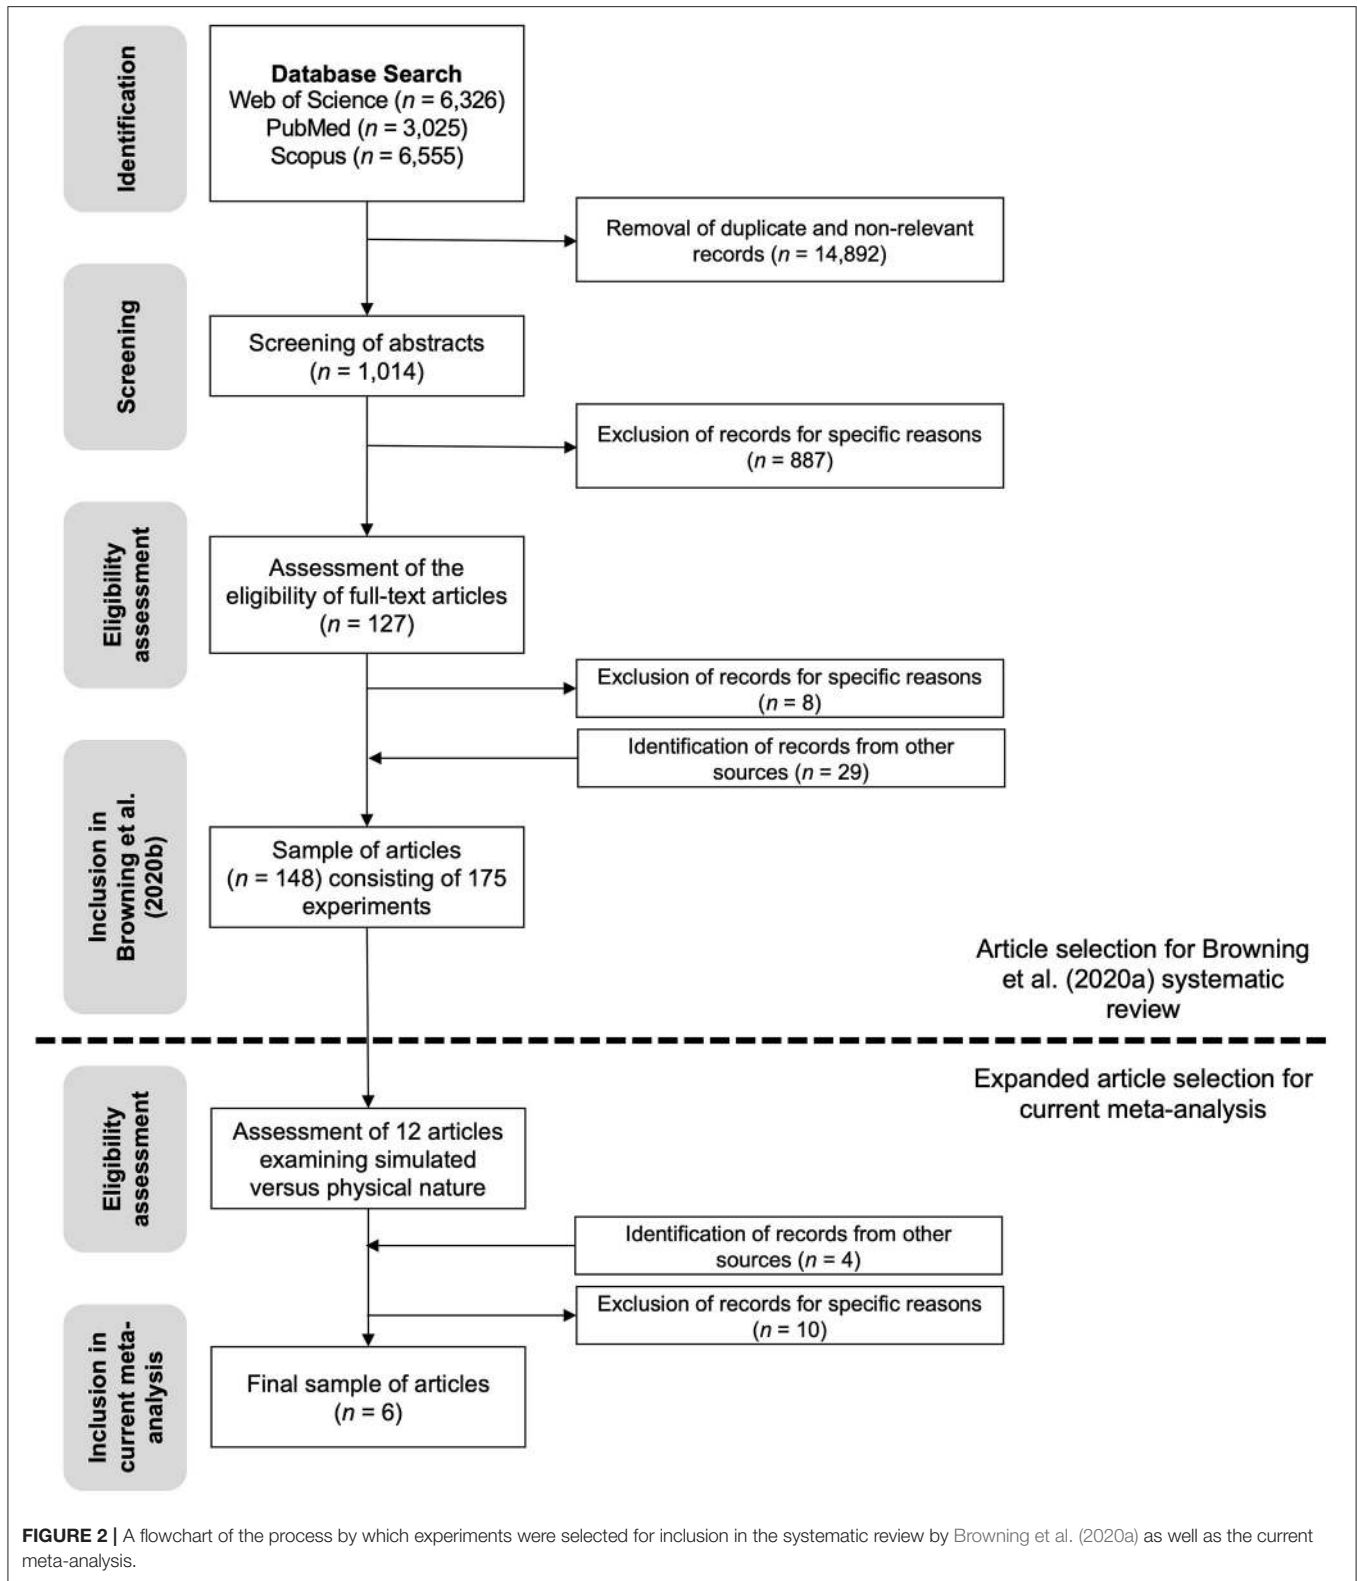 Identification
Database Search
Web of Science (n = 6,326)
PubMed (n = 3,025)
Scopus (n = 6,555)
Removal of duplicate and non-relevant
records (n = 14,892)
Screening
Screening of abstracts
(n = 1,014)
Exclusion of records for specific reasons
(n = 887)
Eligibility
assessment
Assessment of the
eligibility of full-text articles
(n = 127)
Exclusion of records for specific reasons
(n = 8)
Identification of records from other
sources (n = 29)
Inclusion in
Browning et al.
(2020b)
Sample of articles
(n = 148) consisting of 175
experiments
Article selection for Browning
et al. (2020a) systematic
review
Expanded article selection for
current meta-analysis
Eligibility
assessment
Assessment of 12 articles
examining simulated
versus physical nature
Identification of records from other
sources (n = 4)
Exclusion of records for specific reasons
(n = 10)
Inclusion in
current meta-
analysis
Final sample of articles
(n = 6)
FIGURE 2 | A flowchart of the process by which experiments were selected for inclusion in the systematic review by Browning et al. (2020a) as well as the current
meta-analysis.